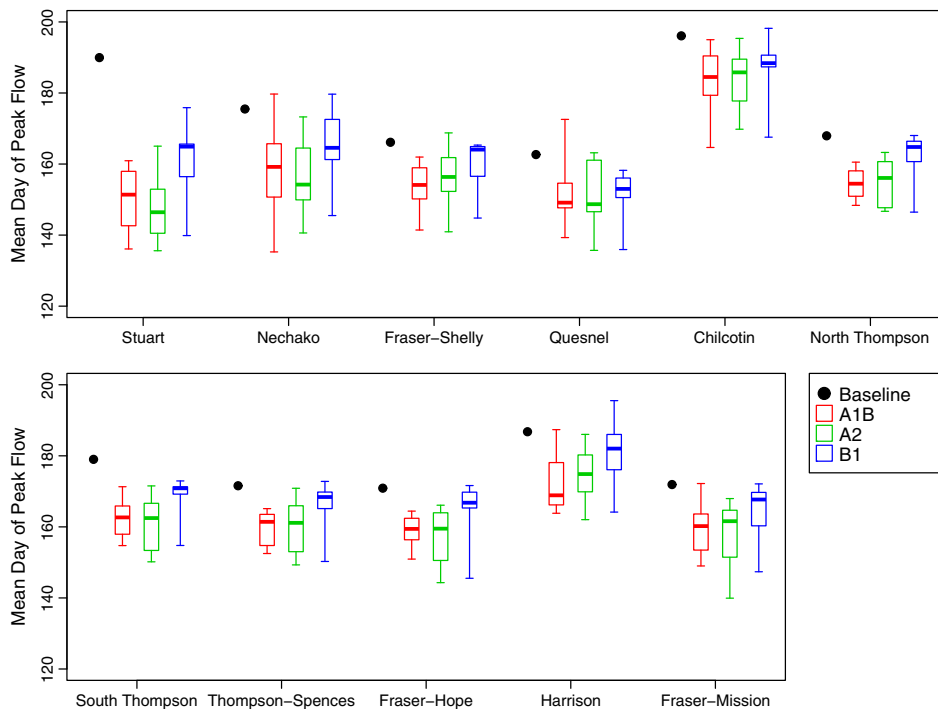 Mean Day of Peak Flow
200
180
160
140
120
Stuart Nechako Fraser−Shelly Quesnel Chilcotin North Thompson
Mean Day of Peak Flow
200
180
160
140
120
South Thompson Thompson−Spences Fraser−Hope Harrison Fraser−Mission
Baseline
A1B
A2
B1